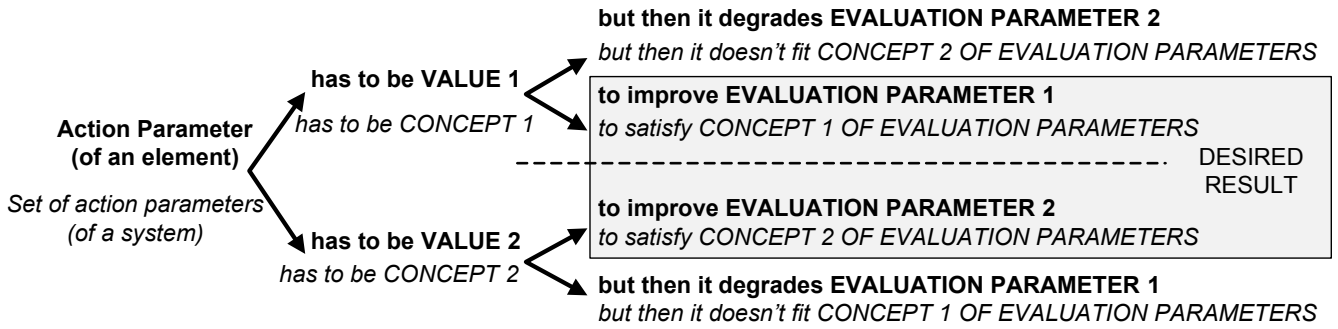 but then it degrades EVALUATION PARAMETER 2
but then it doesn't fit CONCEPT 2 OF EVALUATION PARAMETERS
has to be VALUE 1
has to be CONCEPT 1
to improve EVALUATION PARAMETER 1
to satisfy CONCEPT 1 OF EVALUATION PARAMETERS
Action Parameter
(of an element)
Set of action parameters
(of a system)
DESIRED
RESULT
has to be VALUE 2
has to be CONCEPT 2
to improve EVALUATION PARAMETER 2
to satisfy CONCEPT 2 OF EVALUATION PARAMETERS
but then it degrades EVALUATION PARAMETER 1
but then it doesn't fit CONCEPT 1 OF EVALUATION PARAMETERS